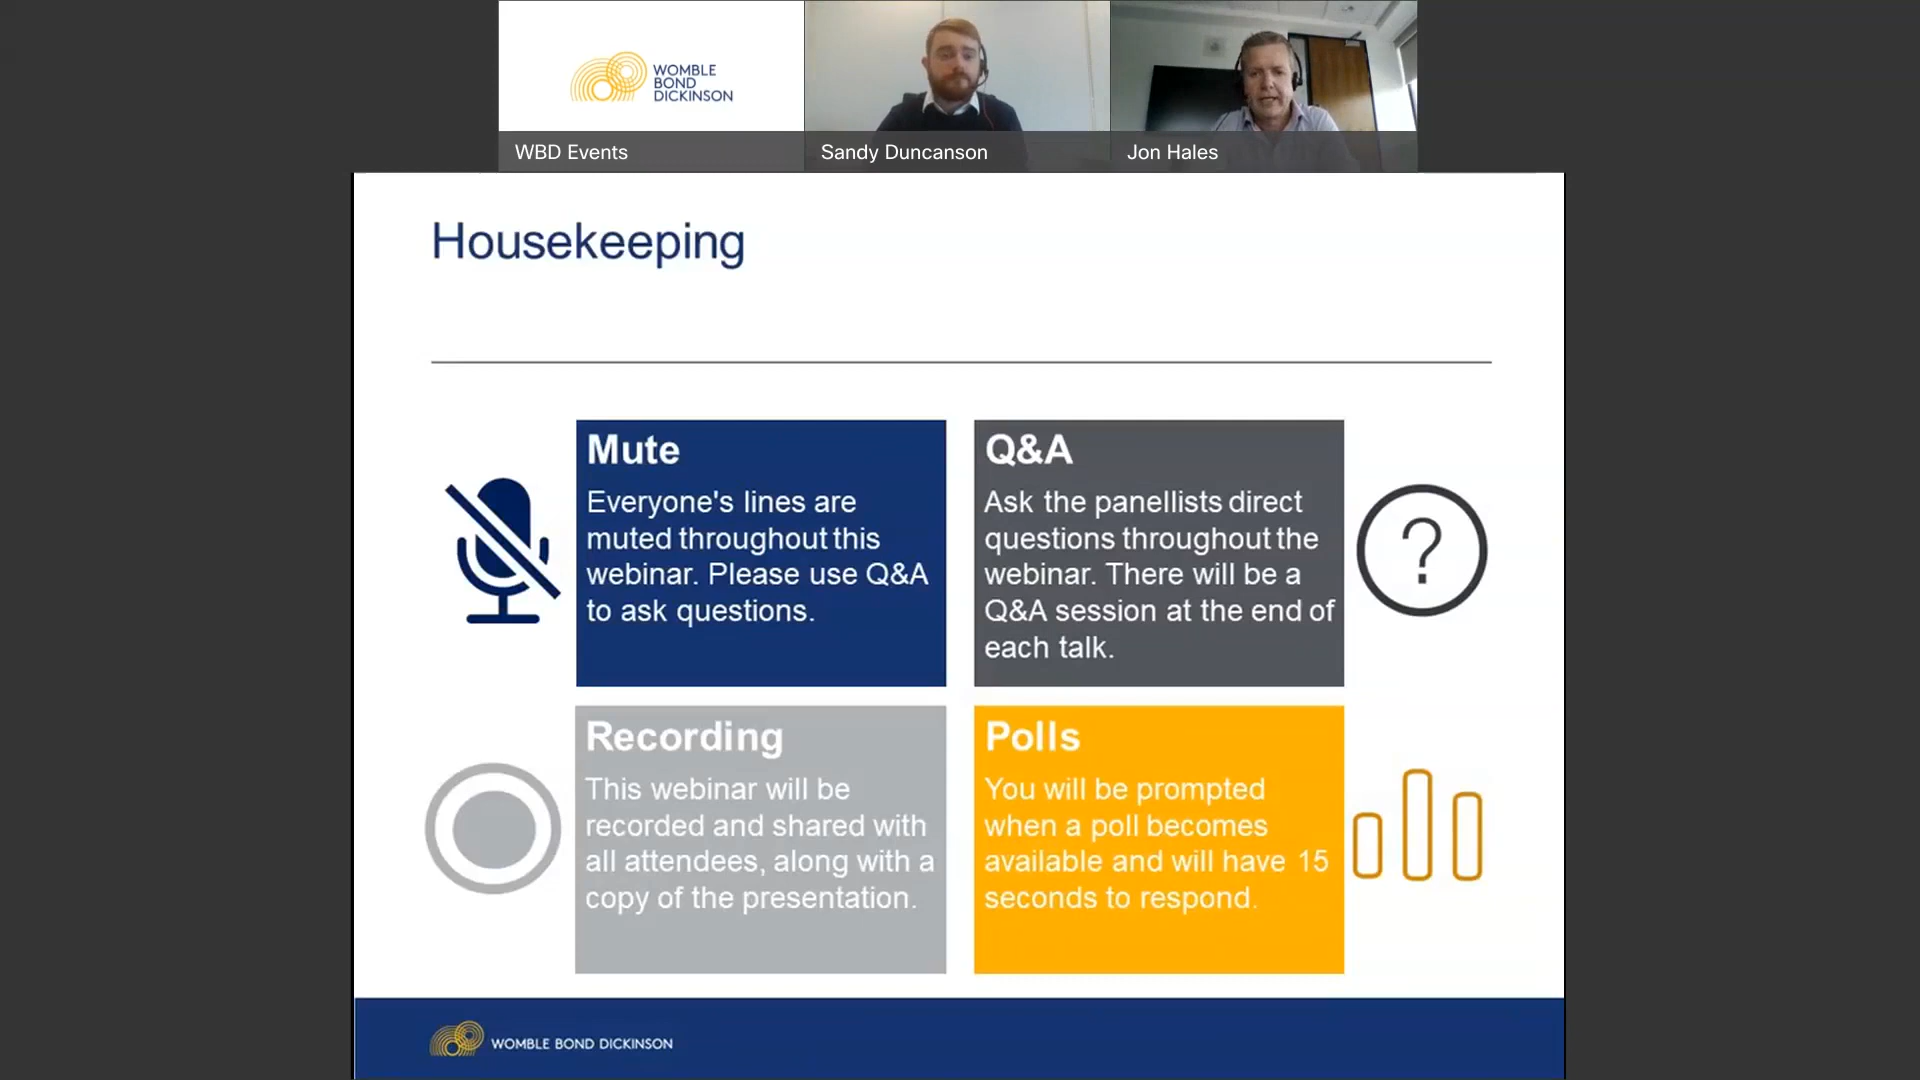 WOMBLE
BOND
DICKINSON
WBD Events
Sandy Duncanson
Jon Hales
Housekeeping
Mute
Everyone's lines are
muted throughout this
webinar. Please use Q&A
to ask questions.
Q&A
Ask the panellists direct
questions throughout the
webinar. There will be a
Q&A session at the end of
each talk.
?
Recording
This webinar will be
recorded and shared with
all attendees, along with a
copy of the presentation.
Polls
You will be prompted
when a poll becomes
available and will have 15
seconds to respond.
WOMBLE BOND DICKINSON